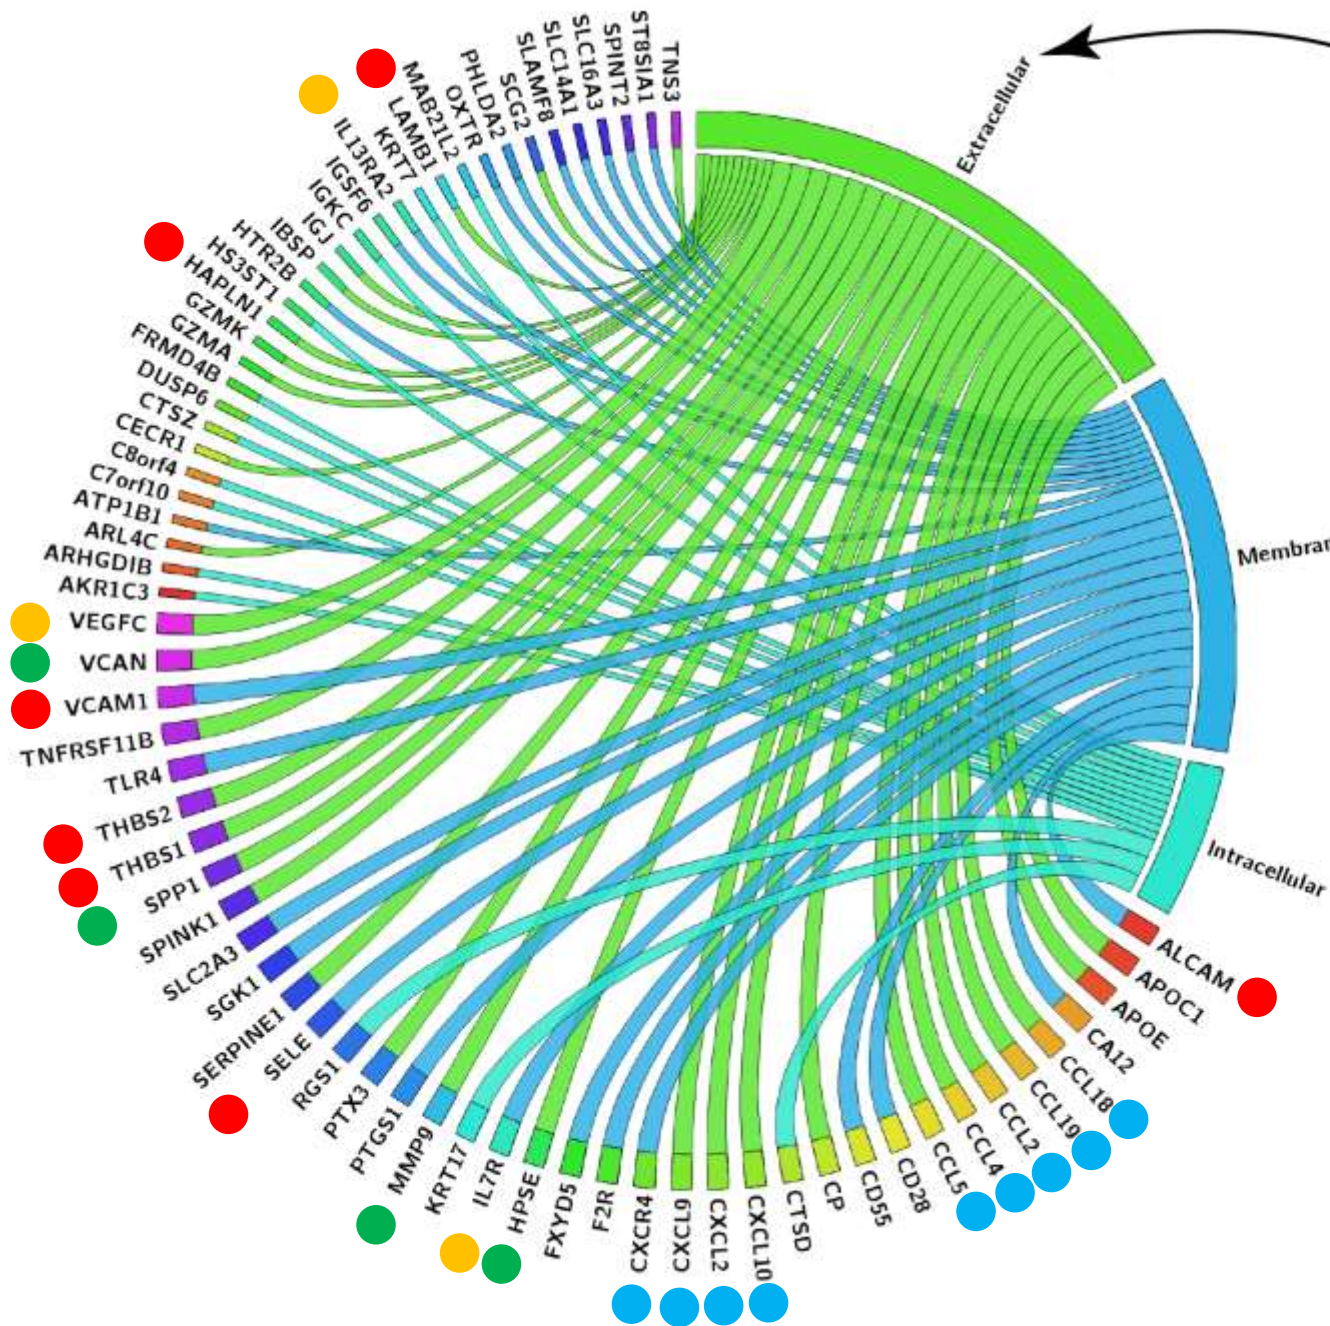 Extracellular
Membran
Intracellular
ALCAM
APOC1
APOE
CA12
CCL18
CCL19
CCL2
CCL4
CCL5
CD28
CD55
CP
CTSD
CXCL10
CXCL2
CXCL9
CXCR4
F2R
FXYD5
HPSE
IL7R
KRT17
MMP9
PTGS1
PTX3
RGS1
SELE
SERPINE1
SGK1
SLC2A3
SPINK1
SPP1
THBS1
THBS2
TLR4
TNFRSF11B
VCAM1
VCAN
VEGFC
AKR1C3
ARHGDIB
ARL4C
ATP1B1
C7orf10
C8orf4
CECR1
CTSZ
DUSP6
FRMD4B
GZMA
GZMK
HAPLN1
HS3ST1
HTR2B
IBSP
IGJ
IGKC
IGSF6
IL13RA2
KRT7
LAMB1
MAB21L2
OXTR
PHLDA2
SCG2
SLAMF8
SLC14A1
SLC16A3
SPINT2
ST8SIA1
TNS3